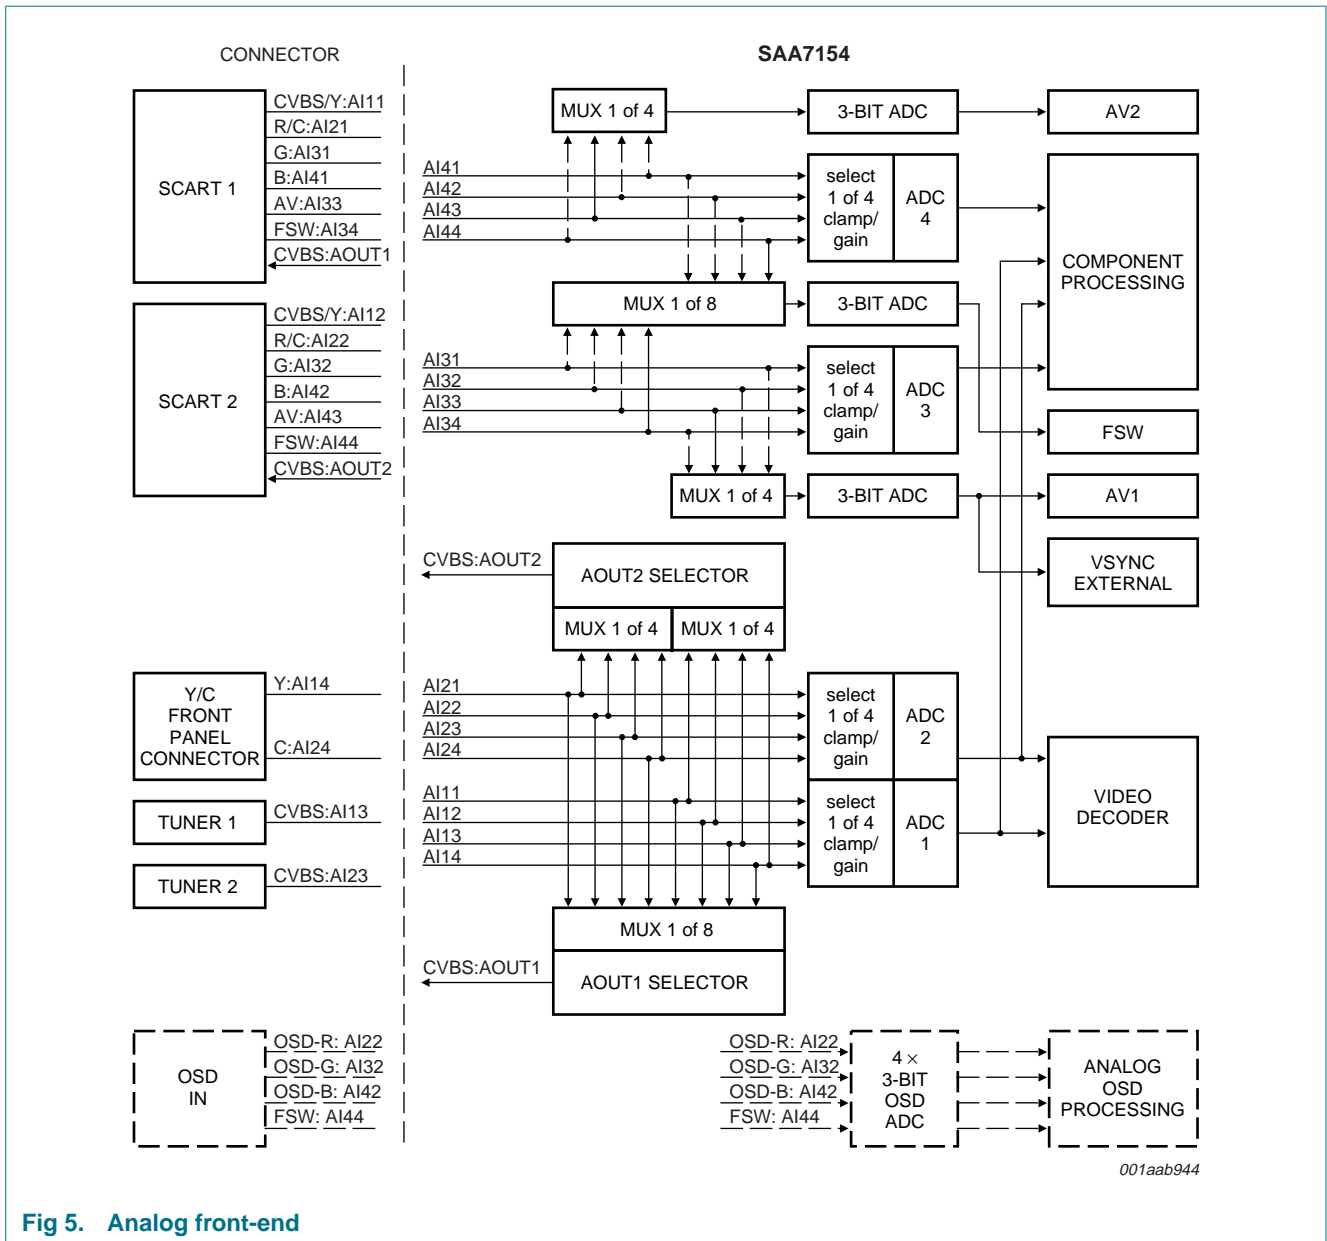 CONNECTOR
SAA7154
SCART 1
CVBS/Y:AI11
R/C:AI21
G:AI31
B:AI41
AV:AI33
FSW:AI34
CVBS:AOUT1
SCART 2
CVBS/Y:AI12
R/C:AI22
G:AI32
B:AI42
AV:AI43
FSW:AI44
CVBS:AOUT2
Y/C
FRONT
PANEL
CONNECTOR
Y:AI14
C:AI24
TUNER 1
CVBS:AI13
TUNER 2
CVBS:AI23
OSD
IN
OSD-R: AI22
OSD-G: AI32
OSD-B: AI42
FSW: AI44
MUX 1 of 4
3-BIT ADC
AV2
AI41
AI42
AI43
AI44
select
1 of 4
clamp/
gain
ADC
4
COMPONENT
PROCESSING
MUX 1 of 8
3-BIT ADC
AI31
AI32
AI33
AI34
select
1 of 4
clamp/
gain
ADC
3
FSW
MUX 1 of 4
3-BIT ADC
AV1
VSYNC
EXTERNAL
CVBS:AOUT2
AOUT2 SELECTOR
MUX 1 of 4
MUX 1 of 4
AI21
AI22
AI23
AI24
select
1 of 4
clamp/
gain
ADC
2
AI11
AI12
AI13
AI14
select
1 of 4
clamp/
gain
ADC
1
VIDEO
DECODER
MUX 1 of 8
CVBS:AOUT1
AOUT1 SELECTOR
OSD-R: AI22
OSD-G: AI32
OSD-B: AI42
FSW: AI44
4 ×
3-BIT
OSD
ADC
ANALOG
OSD
PROCESSING
001aab944
Fig 5. Analog front-end